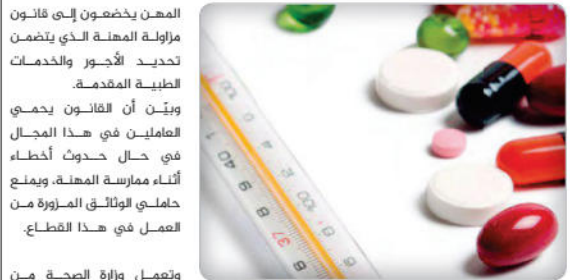 المهن يخضعون إلى قانون
مزاولة المهنة الذي يتضمن
تحديد الأجور والخدمات
الطبية المقدمة.
وبيّن أن القانون يحمي
العاملين في هذا المجال
في حال حدوث أخطاء
أثناء ممارسة المهنة، ويمنع
حاملي الوثائق المزورة من
العمل في هذا القطاع.
وتعمل وزارة الصحة من